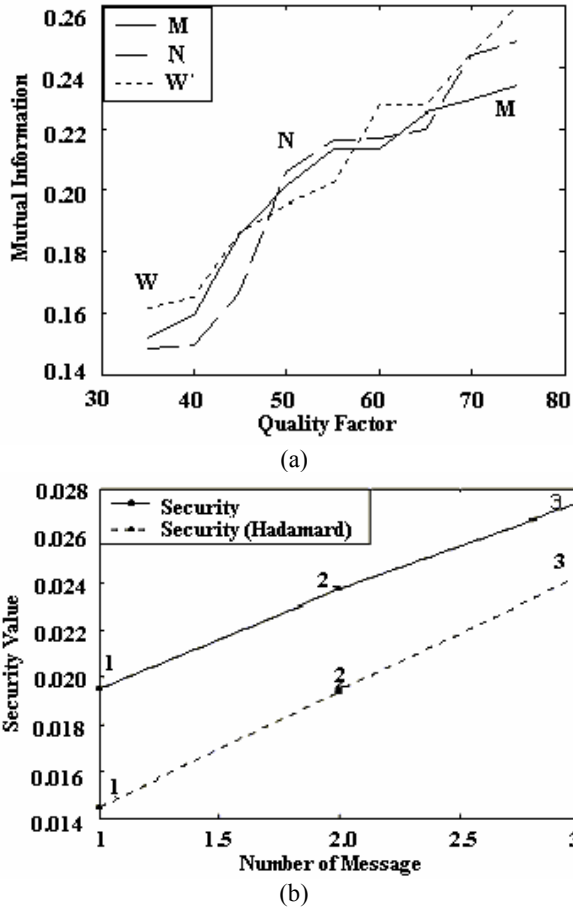 0.26
0.24
0.22
0.20
0.18
0.16
0.14
Mutual Information
M
N
W'
N
M
W
30
40
50
60
70
80
Quality Factor
(a)
0.028
0.026
0.024
0.022
0.020
0.018
0.016
0.014
Security Value
Security
Security (Hadamard)
1
2
3
1
2
3
1
2.0
2.5
3
Number of Message
(b)